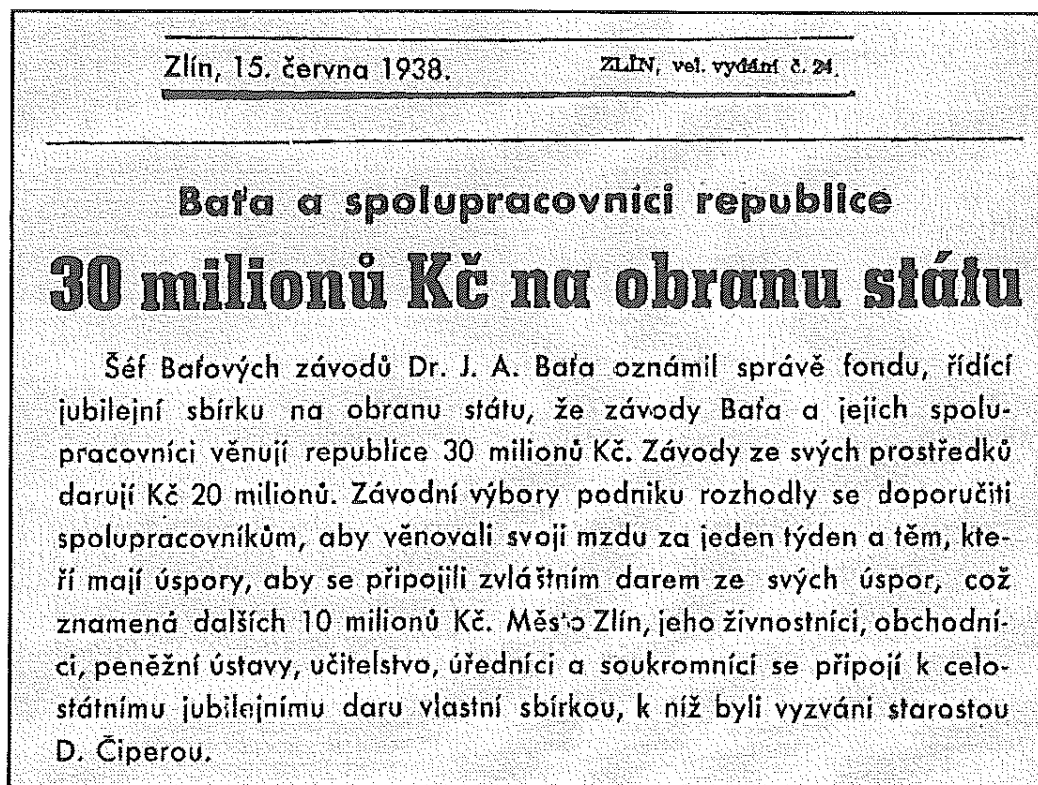 Zlín, 15. června 1938.
ZLÍN, vel. vydání č. 24.
Baťa a spolupracovníci republice
30 milionů Kč na obranu státu
Šéf Baťových závodů Dr. J. A. Baťa oznámil správě fondu, řídící
jubilejní sbírku na obranu státu, že závody Baťa a jejich spolu-
pracovníci věnují republice 30 milionů Kč. Závody ze svých prostředků
darují Kč 20 milionů. Závodní výbory podniku rozhodly se doporučiti
spolupracovníkům, aby věnovali svoji mzdu za jeden týden a těm, kte-
ří mají úspory, aby se připojili zvláštním darem ze svých úspor, což
znamená dalších 10 milionů Kč. Město Zlín, jeho živnostníci, obchodní-
ci, peněžní ústavy, učitelstvo, úředníci a soukromníci se připojí k celo-
státnímu jubilejnímu daru vlastní sbírkou, k níž byli vyzváni starostou
D. Čiperou.